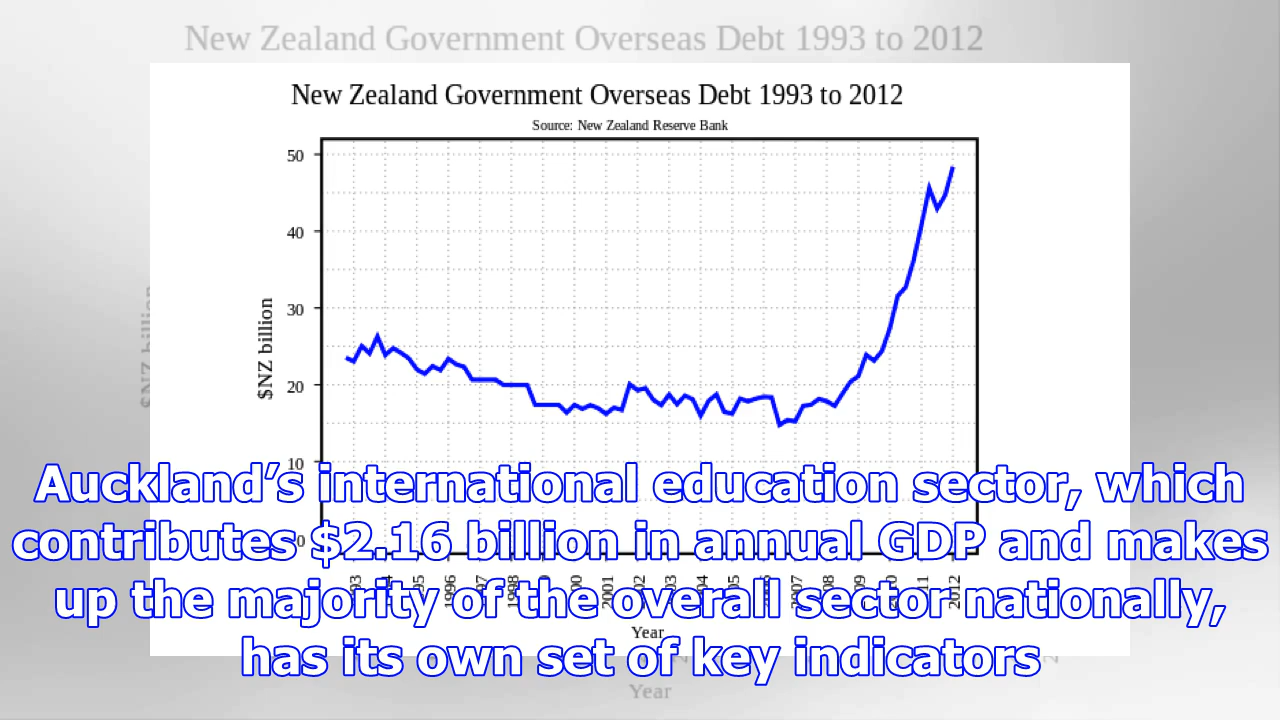 New Zealand Government Overseas Debt 1993 to 2012
New Zealand Government Overseas Debt 1993 to 2012
Source: New Zealand Reserve Bank
50
40
30
20
10
0
$NZ billion
$NZ billion
Auckland’s international education sector, which
contributes $2.16 billion in annual GDP and makes
up the majority of the overall sector nationally,
has its own set of key indicators
1996
1998
2001
2012
Year
Year